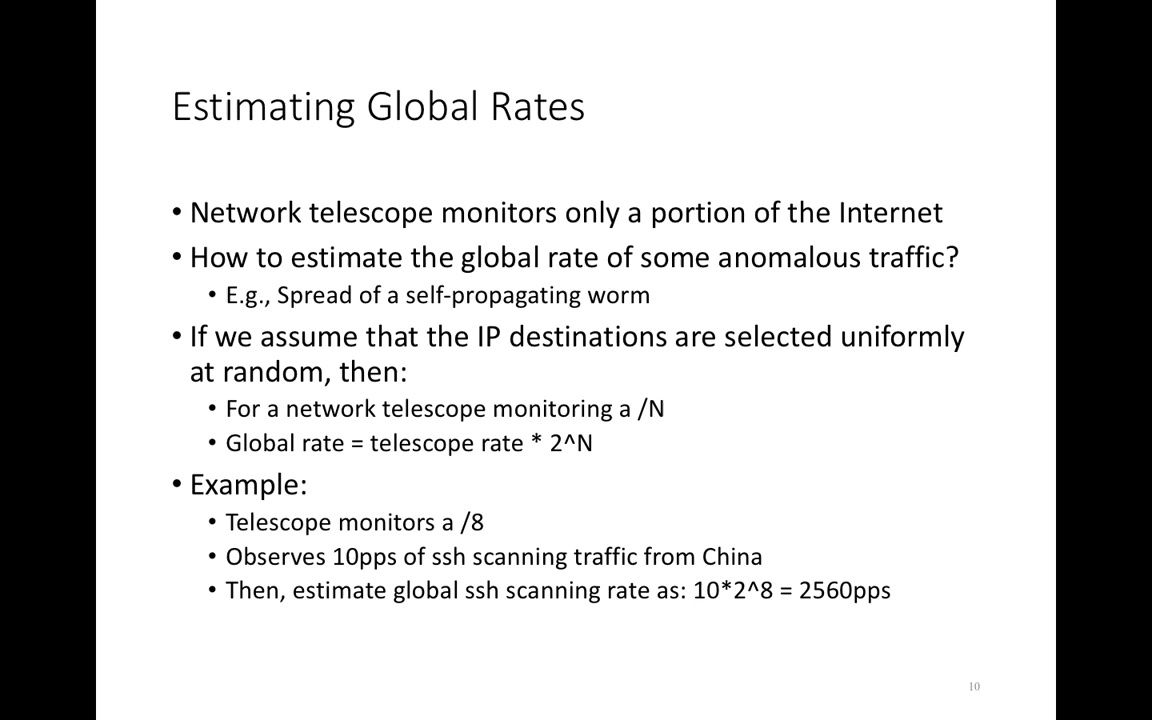 Estimating Global Rates
• Network telescope monitors only a portion of the Internet
• How to estimate the global rate of some anomalous traffic?
• E.g., Spread of a self-propagating worm
• If we assume that the IP destinations are selected uniformly
at random, then:
• For a network telescope monitoring a /N
• Global rate = telescope rate * 2^N
• Example:
• Telescope monitors a /8
• Observes 10pps of ssh scanning traffic from China
• Then, estimate global ssh scanning rate as: 10*2^8 = 2560pps
10